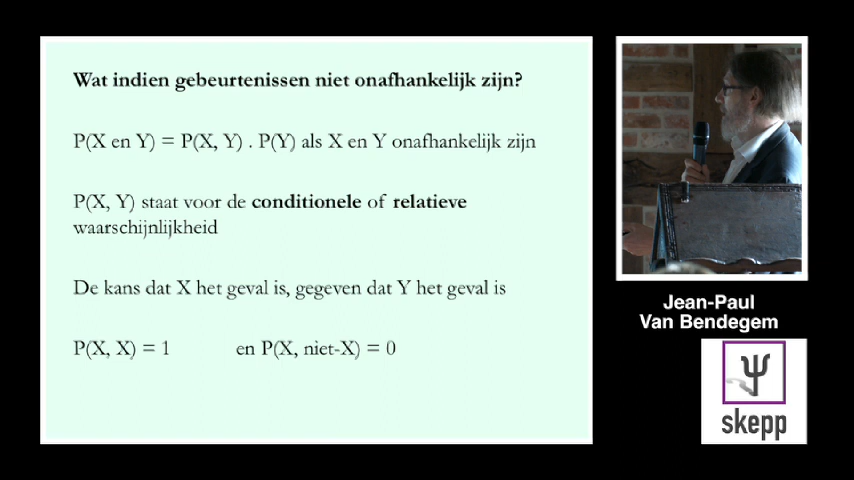 Wat indien gebeurtenissen niet onafhankelijk zijn?
P(X en Y) = P(X, Y) . P(Y) als X en Y onafhankelijk zijn
P(X, Y) staat voor de conditionele of relatieve
waarschijnlijkheid
De kans dat X het geval is, gegeven dat Y het geval is
P(X, X) = 1 en P(X, niet-X) = 0
Jean-Paul
Van Bendegem
skepp